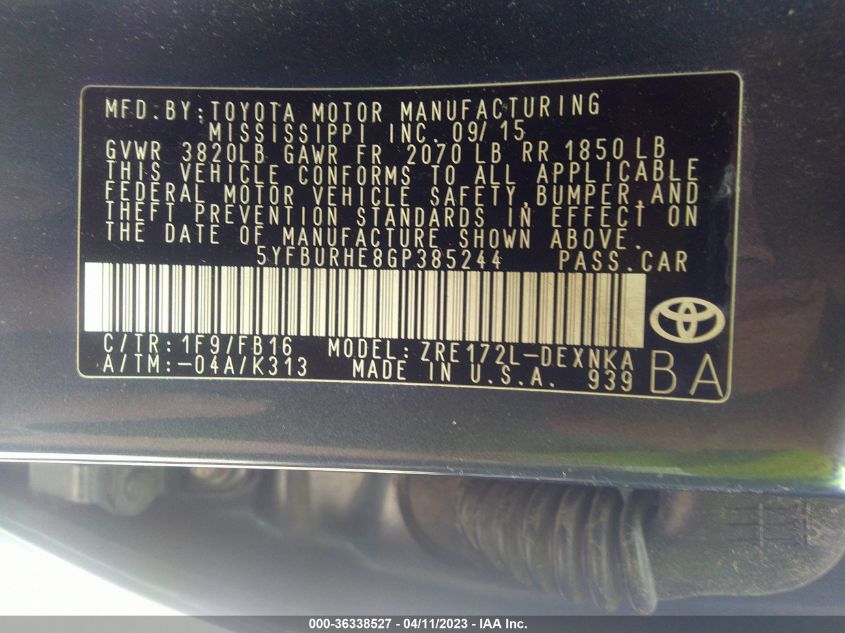 MFD.BY:TOYOTA MOTOR MANUFACTURING
MISSISSIPPI INC. 09/15
GVWR 3820LB GAWR FR 2070LB RR 1850LB
THIS VEHICLE CONFORMS TO ALL APPLICABLE
FEDERAL MOTOR VEHICLE SAFETY,BUMPER,AND
THEFT PREVENTION STANDARDS IN EFFECT ON
THE DATE OF MANUFACTURE SHOWN ABOVE.
5YFBURHE8GP385244 PASS.CAR
C/TR:1F9/FB16 MODEL:ZRE172L-DEXNKA
A/TM:-04A/K313 MADE IN U.S.A. 939
BA
000-36338527 - 04/11/2023 - IAA Inc.